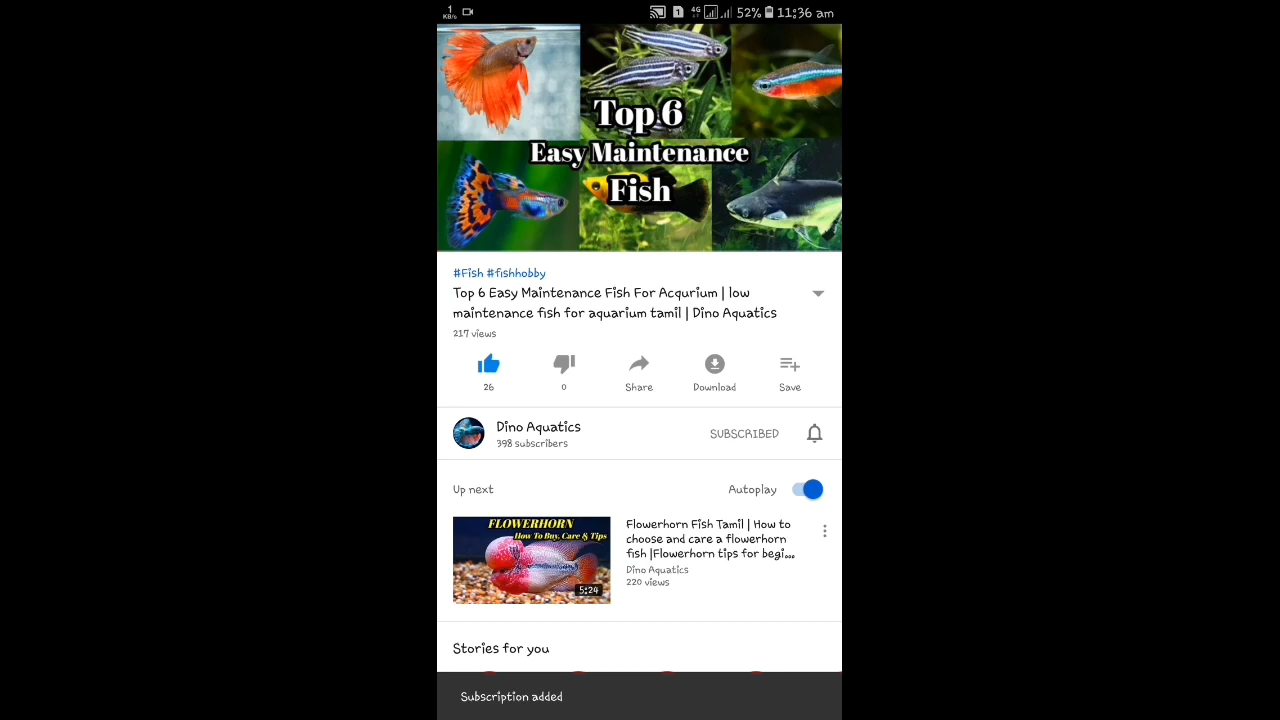 1
KB/s
1
4G
52%
11:36 am
Top 6
Easy Maintenance
Fish
#Fish #fishhobby
Top 6 Easy Maintenance Fish For Acqurium | low
maintenance fish for aquarium tamil | Dino Aquatics
217 views
26
0
Share
Download
Save
Dino Aquatics
398 subscribers
SUBSCRIBED
Up next
Autoplay
FLOWERHORN
How To Buy, Care & Tips
5:24
Flowerhorn Fish Tamil | How to
choose and care a flowerhorn
fish |Flowerhorn tips for begi...
Dino Aquatics
220 views
Stories for you
Subscription added